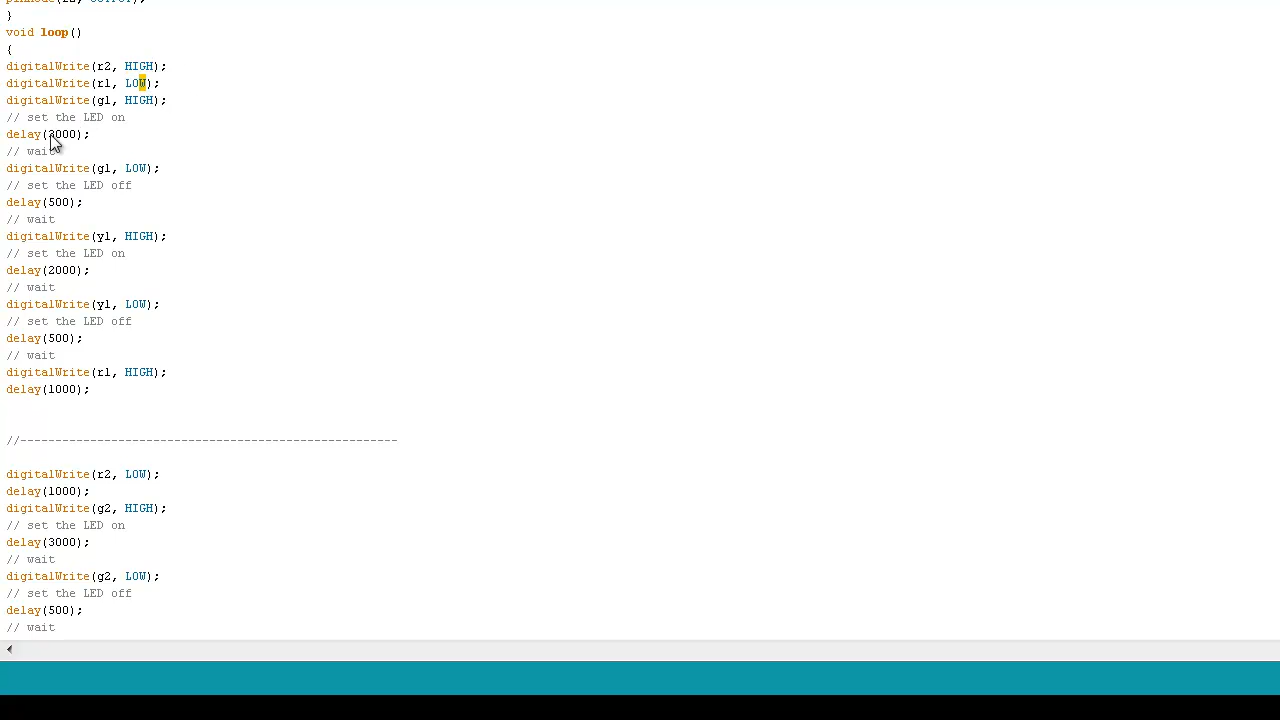 }
void loop()
{
digitalWrite(r2, HIGH);
digitalWrite(r1, LOW);
digitalWrite(g1, HIGH);
// set the LED on
delay(3000);
// wait
digitalWrite(g1, LOW);
// set the LED off
delay(500);
// wait
digitalWrite(y1, HIGH);
// set the LED on
delay(2000);
// wait
digitalWrite(y1, LOW);
// set the LED off
delay(500);
// wait
digitalWrite(r1, HIGH);
delay(1000);
//------------------------------------------------------
digitalWrite(r2, LOW);
delay(1000);
digitalWrite(g2, HIGH);
// set the LED on
delay(3000);
// wait
digitalWrite(g2, LOW);
// set the LED off
delay(500);
// wait